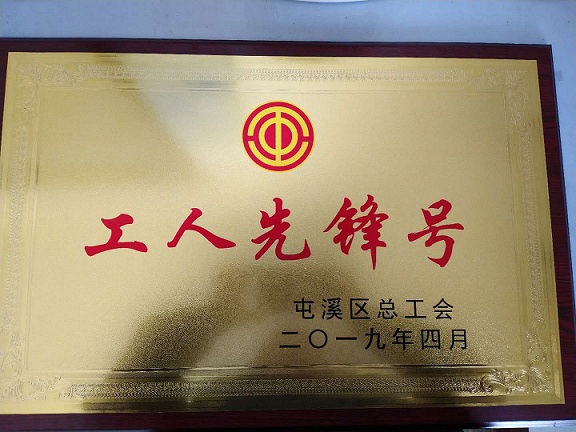 工人先锋号
屯溪区总工会
二〇一九年四月